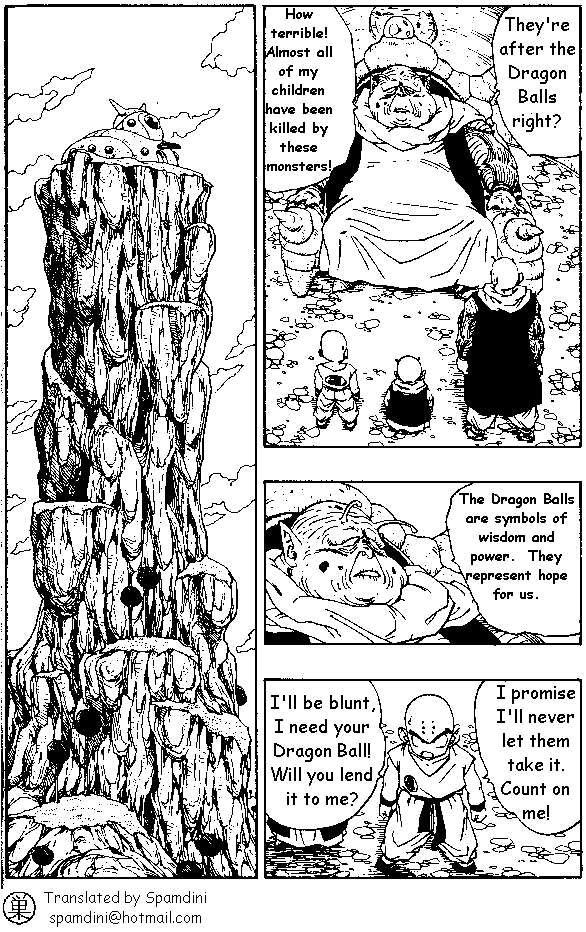 They're
after the
Dragon
Balls
right?
How
terrible!
Almost all
of my
children
have been
killed by
these
monsters!
The Dragon Balls
are symbols of
wisdom and
power. They
represent hope
for us.
I promise
I'll never
let them
take it.
Count on
me!
I'll be blunt,
I need your
Dragon Ball!
Will you lend
it to me?
Translated by Spamdini
spamdini@hotmail.com